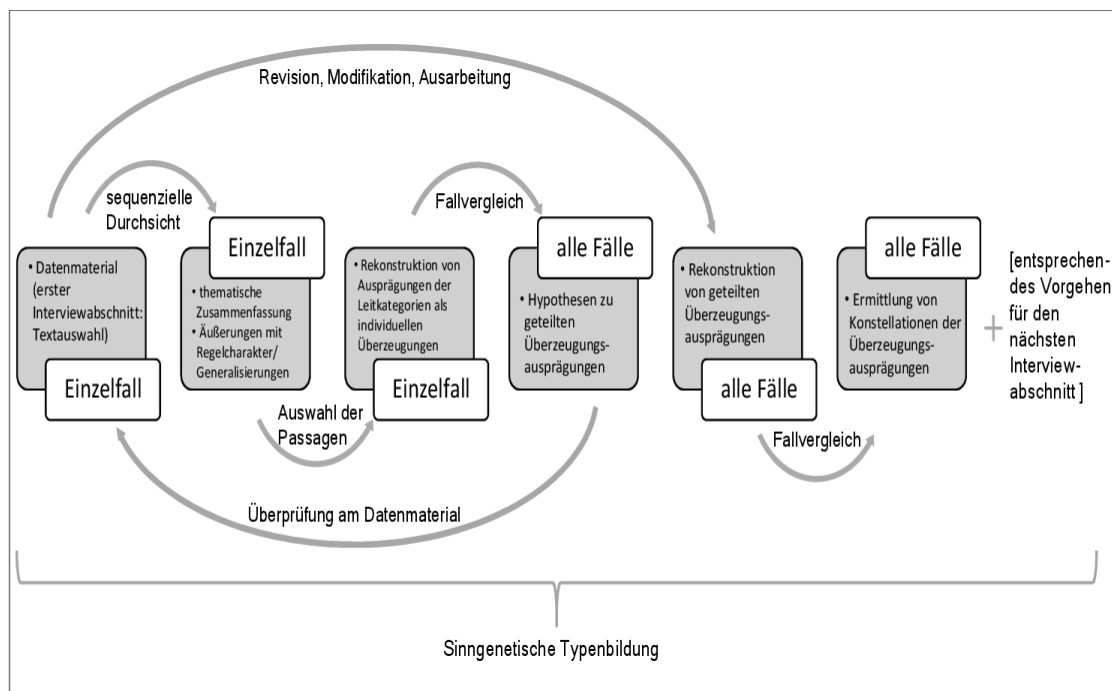 Revision, Modifikation, Ausarbeitung
sequenzielle
Durchsicht
Fallvergleich
• Datenmaterial
(erster
Interviewabschnitt:
Textauswahl)
Einzelfall
Einzelfall
• thematische
Zusammenfassung
• Äußerungen mit
Regelcharakter/
Generalisierungen
Auswahl der
Passagen
• Rekonstruktion von
Ausprägungen der
Leitkategorien als
individuellen
Überzeugungen
Einzelfall
alle Fälle
• Hypothesen zu
geteilten
Überzeugungs-
ausprägungen
Überprüfung am Datenmaterial
• Rekonstruktion
von geteilten
Überzeugungs-
ausprägungen
alle Fälle
Fallvergleich
alle Fälle
• Ermittlung von
Konstellationen der
Überzeugungs-
ausprägungen
+
[entsprechen-
des Vorgehen
für den
nächsten
Interview-
abschnitt ]
Sinngenetische Typenbildung